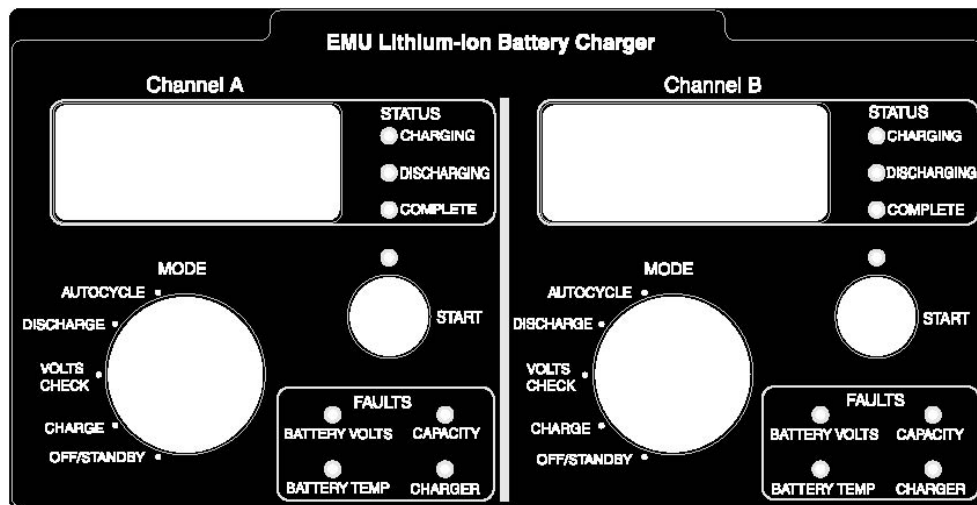 EMU Lithium-Ion Battery Charger
Channel A
STATUS
CHARGING
DISCHARGING
COMPLETE
MODE
AUTOCYCLE
DISCHARGE
VOLTS
CHECK
CHARGE
OFF/STANDBY
START
FAULTS
BATTERY VOLTS CAPACITY
BATTERY TEMP CHARGER
Channel B
STATUS
CHARGING
DISCHARGING
COMPLETE
MODE
AUTOCYCLE
DISCHARGE
VOLTS
CHECK
CHARGE
OFF/STANDBY
START
FAULTS
BATTERY VOLTS CAPACITY
BATTERY TEMP CHARGER